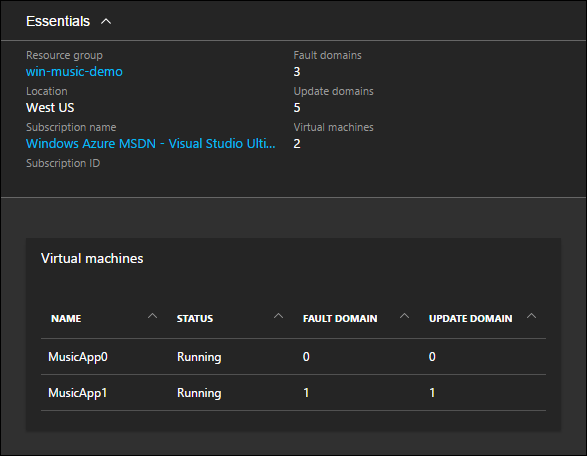 Essentials
Resource group
win-music-demo
Location
West US
Subscription name
Windows Azure MSDN - Visual Studio Ulti...
Subscription ID
Fault domains
3
Update domains
5
Virtual machines
2
Virtual machines
NAME STATUS FAULT DOMAIN UPDATE DOMAIN
MusicApp0 Running 0 0
MusicApp1 Running 1 1